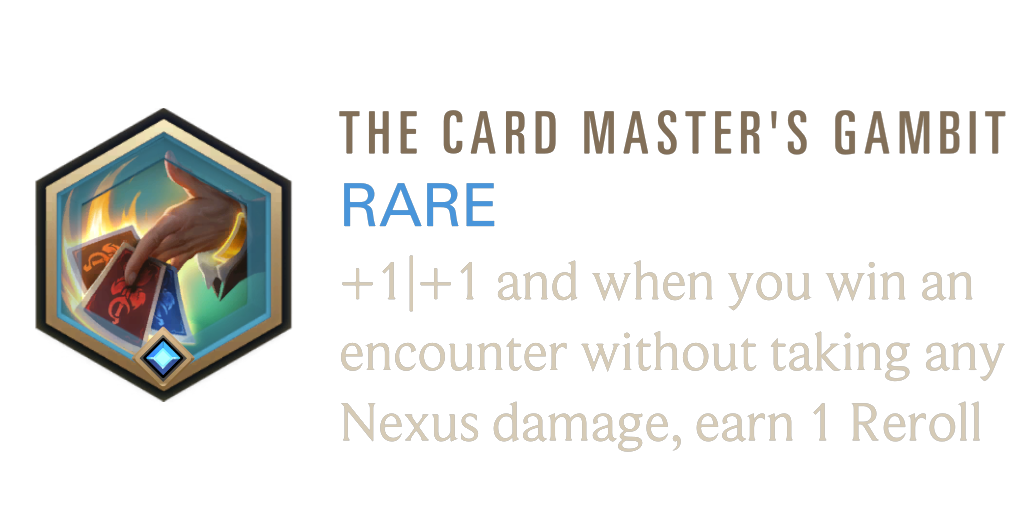 THE CARD MASTER'S GAMBIT
RARE
+1|+1 and when you win an
encounter without taking any
Nexus damage, earn 1 Reroll